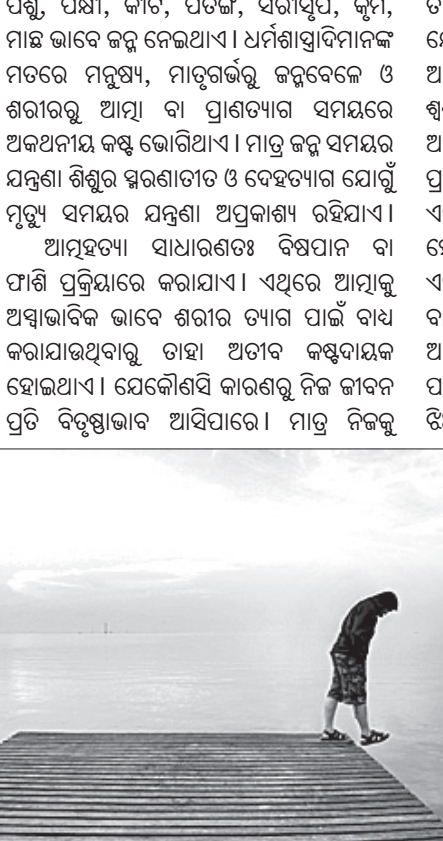 ପଶୁ, ପକ୍ଷୀ, କୀଟ, ପତଙ୍ଗ, ସରୀସୃପ, କୃମି,
ମାଛ ଭାବେ ଜନ୍ମ ନେଇଥାଏ। ଧର୍ମଶାସ୍ତ୍ରାଦିମାନଙ୍କ
ମତରେ ମନୁଷ୍ୟ, ମାତୃଗର୍ଭରୁ ଜନ୍ମବେଳେ ଓ
ଶରୀରରୁ ଆତ୍ମା ବା ପ୍ରାଣତ୍ୟାଗ ସମୟରେ
ଅକଥନୀୟ କଷ୍ଟ ଭୋଗିଥାଏ। ମାତ୍ର ଜନ୍ମ ସମୟର
ଯନ୍ତ୍ରଣା ଶିଶୁର ସ୍ମରଣାତୀତ ଓ ଦେହତ୍ୟାଗ ଯୋଗୁଁ
ମୃତ୍ୟୁ ସମୟର ଯନ୍ତ୍ରଣା ଅପ୍ରକାଶ୍ୟ ରହିଯାଏ।
ଆତ୍ମହତ୍ୟା ସାଧାରଣତଃ ବିଷପାନ ବା
ଫାଶି ପ୍ରକ୍ରିୟାରେ କରାଯାଏ। ଏଥିରେ ଆତ୍ମାକୁ
ଅସ୍ୱାଭାବିକ ଭାବେ ଶରୀର ତ୍ୟାଗ ପାଇଁ ବାଧ୍ୟ
କରାଯାଉଥିବାରୁ ତାହା ଅତୀବ କଷ୍ଟଦାୟକ
ହୋଇଥାଏ। ଯେକୌଣସି କାରଣରୁ ନିଜ ଜୀବନ
ପ୍ରତି ବିତୃଷ୍ଣାଭାବ ଆସିପାରେ। ମାତ୍ର ନିଜକୁ